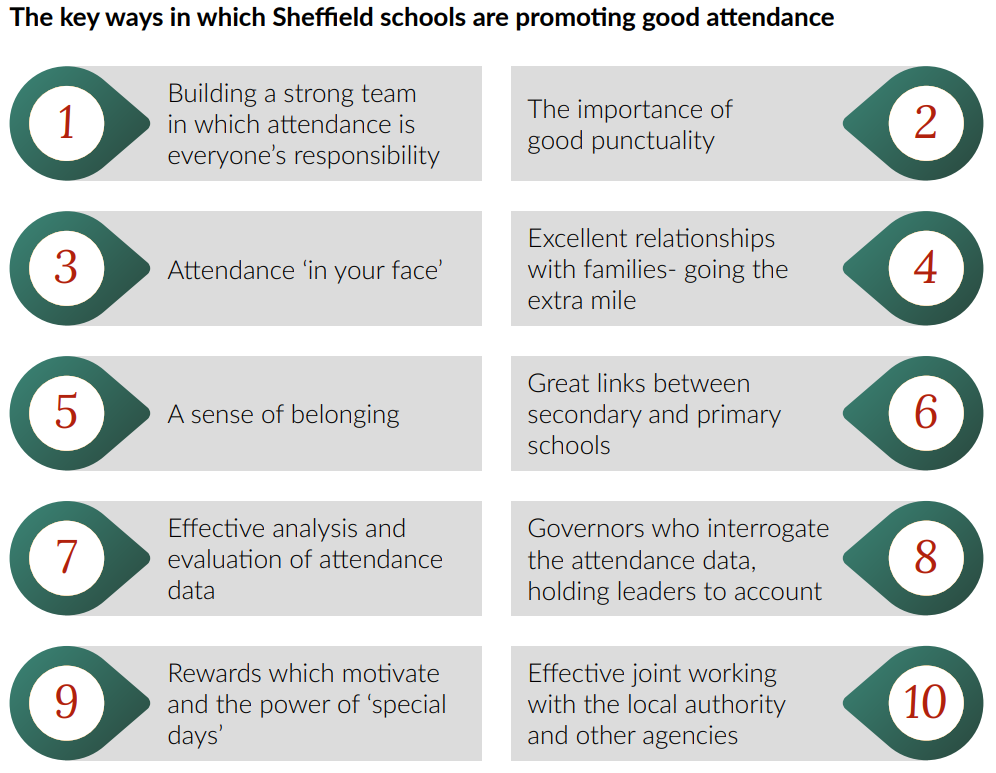 The key ways in which Sheffield schools are promoting good attendance
1
Building a strong team
in which attendance is
everyone’s responsibility
The importance of
good punctuality
2
3
Attendance ‘in your face’
Excellent relationships
with families- going the
extra mile
4
5
A sense of belonging
Great links between
secondary and primary
schools
6
7
Effective analysis and
evaluation of attendance
data
Governors who interrogate
the attendance data,
holding leaders to account
8
9
Rewards which motivate
and the power of ‘special
days’
Effective joint working
with the local authority
and other agencies
10